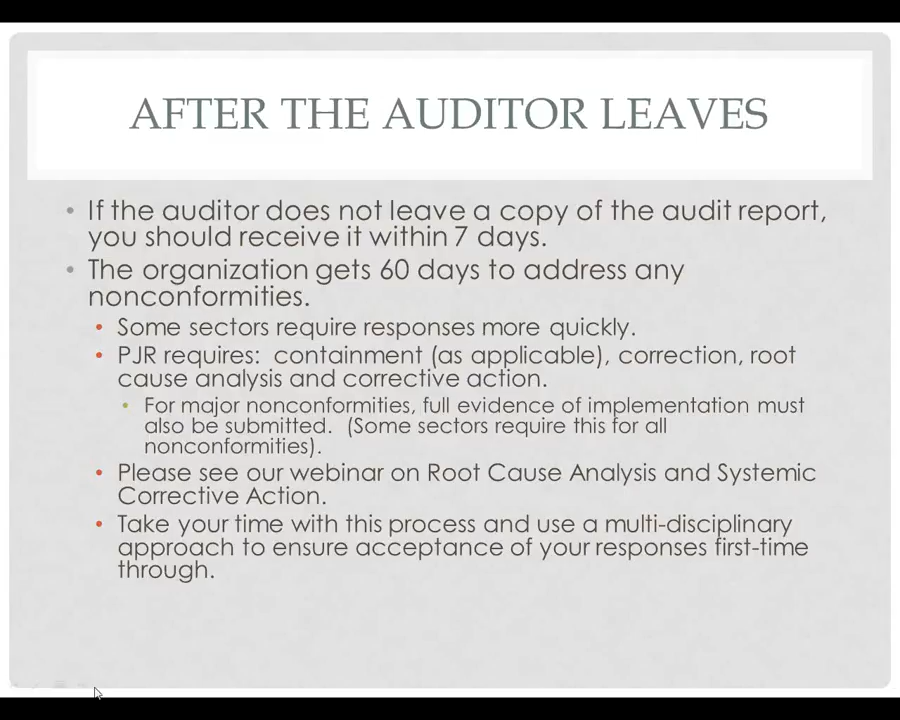 AFTER THE AUDITOR LEAVES
• If the auditor does not leave a copy of the audit report,
you should receive it within 7 days.
• The organization gets 60 days to address any
nonconformities.
• Some sectors require responses more quickly.
• PJR requires: containment (as applicable), correction, root
cause analysis and corrective action.
• For major nonconformities, full evidence of implementation must
also be submitted. (Some sectors require this for all
nonconformities).
• Please see our webinar on Root Cause Analysis and Systemic
Corrective Action.
• Take your time with this process and use a multi-disciplinary
approach to ensure acceptance of your responses first-time
through.